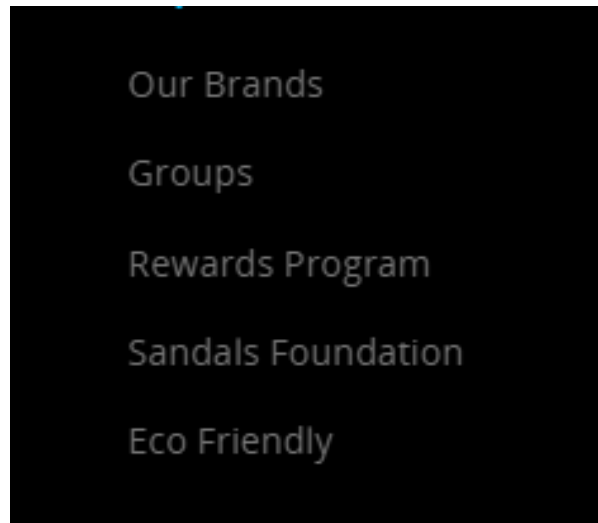 Our Brands
Groups
Rewards Program
Sandals Foundation
Eco Friendly